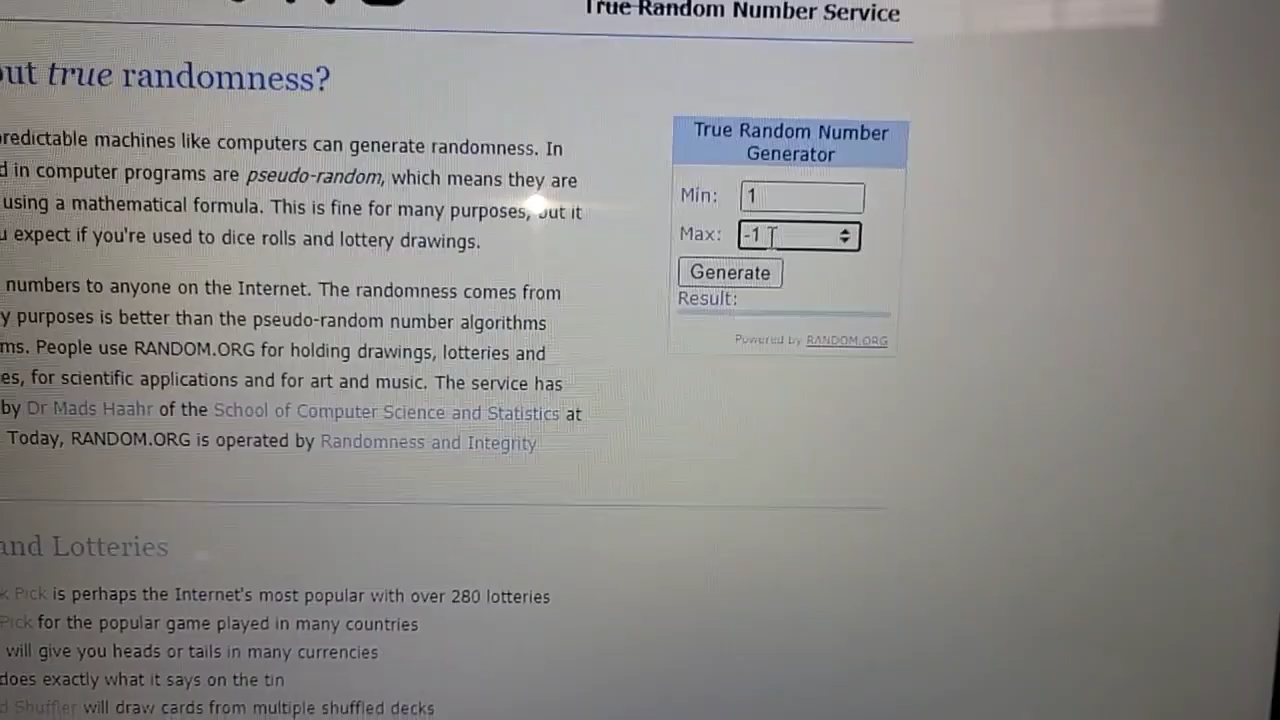 True Random Number Service
out true randomness?
predictable machines like computers can generate randomness. In
d in computer programs are pseudo-random, which means they are
using a mathematical formula. This is fine for many purposes, but it
u expect if you're used to dice rolls and lottery drawings.
numbers to anyone on the Internet. The randomness comes from
y purposes is better than the pseudo-random number algorithms
ms. People use RANDOM.ORG for holding drawings, lotteries and
es, for scientific applications and for art and music. The service has
by Dr Mads Haahr of the School of Computer Science and Statistics at
Today, RANDOM.ORG is operated by Randomness and Integrity
True Random Number
Generator
Min: 1
Max: -1
Generate
Result:
Powered by RANDOM.ORG
and Lotteries
k Pick is perhaps the Internet's most popular with over 280 lotteries
Pick for the popular game played in many countries
will give you heads or tails in many currencies
does exactly what it says on the tin
d Shuffler will draw cards from multiple shuffled decks